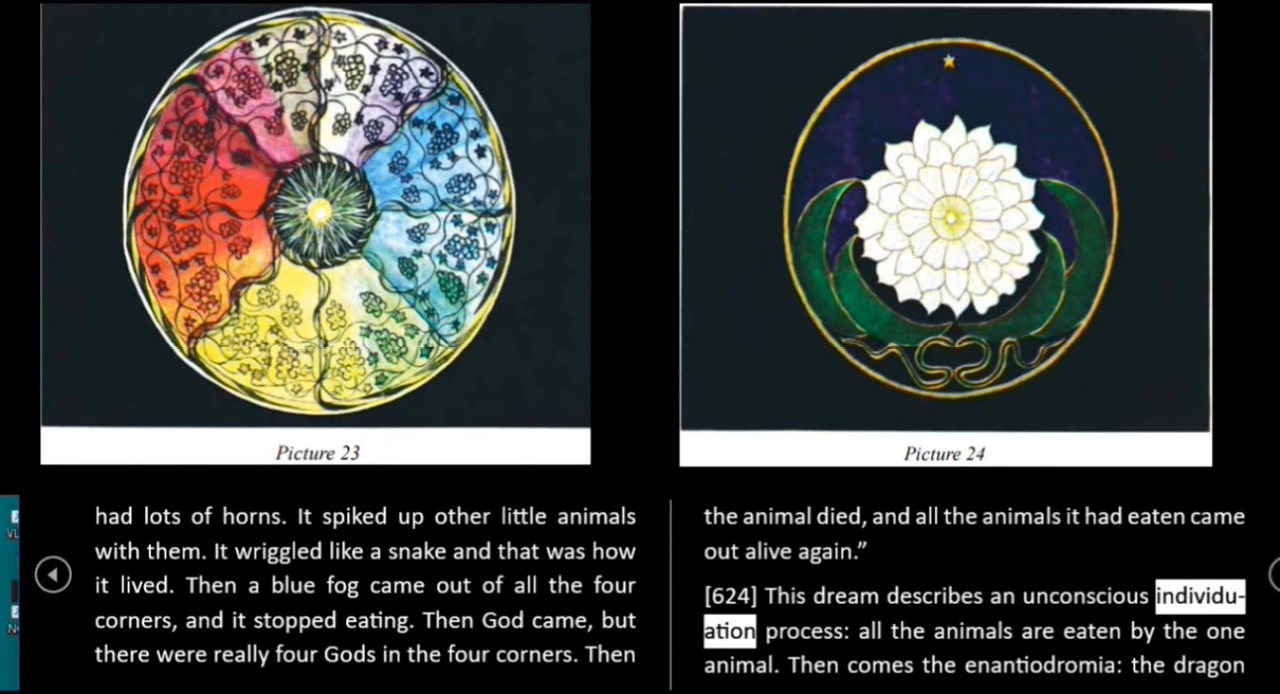 Picture 23
Picture 24
had lots of horns. It spiked up other little animals
with them. It wriggled like a snake and that was how
it lived. Then a blue fog came out of all the four
corners, and it stopped eating. Then God came, but
there were really four Gods in the four corners. Then
the animal died, and all the animals it had eaten came
out alive again.”
[624] This dream describes an unconscious individu-
ation process: all the animals are eaten by the one
animal. Then comes the enantiodromia: the dragon